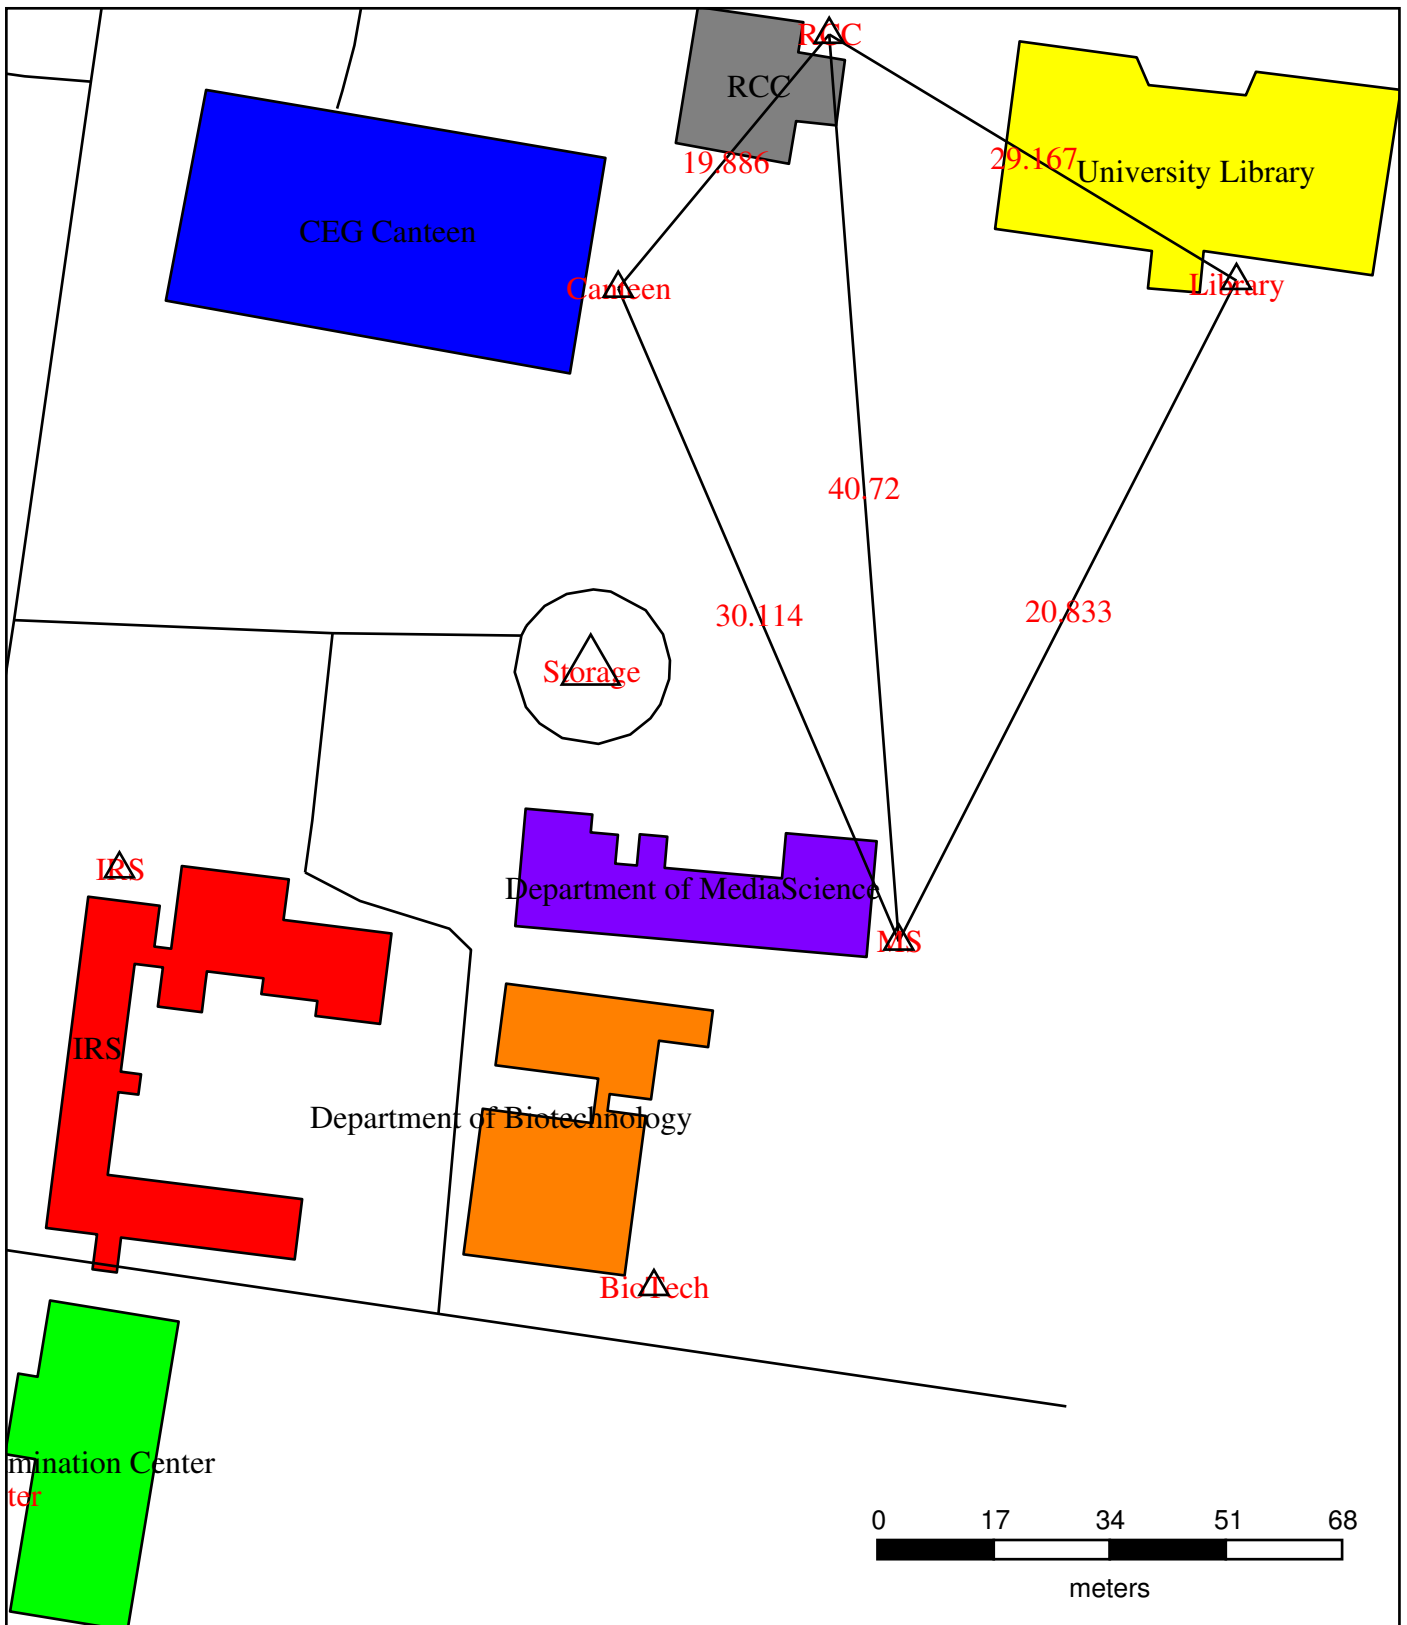 RCC
RCC
19.886
29.167
University Library
CEG Canteen
Canteen
Library
40.72
30.114
20.833
Storage
IRS
Department of MediaScience
MS
IRS
Department of Biotechnology
BioTech
mination Center
ter
0 17 34 51 68
meters